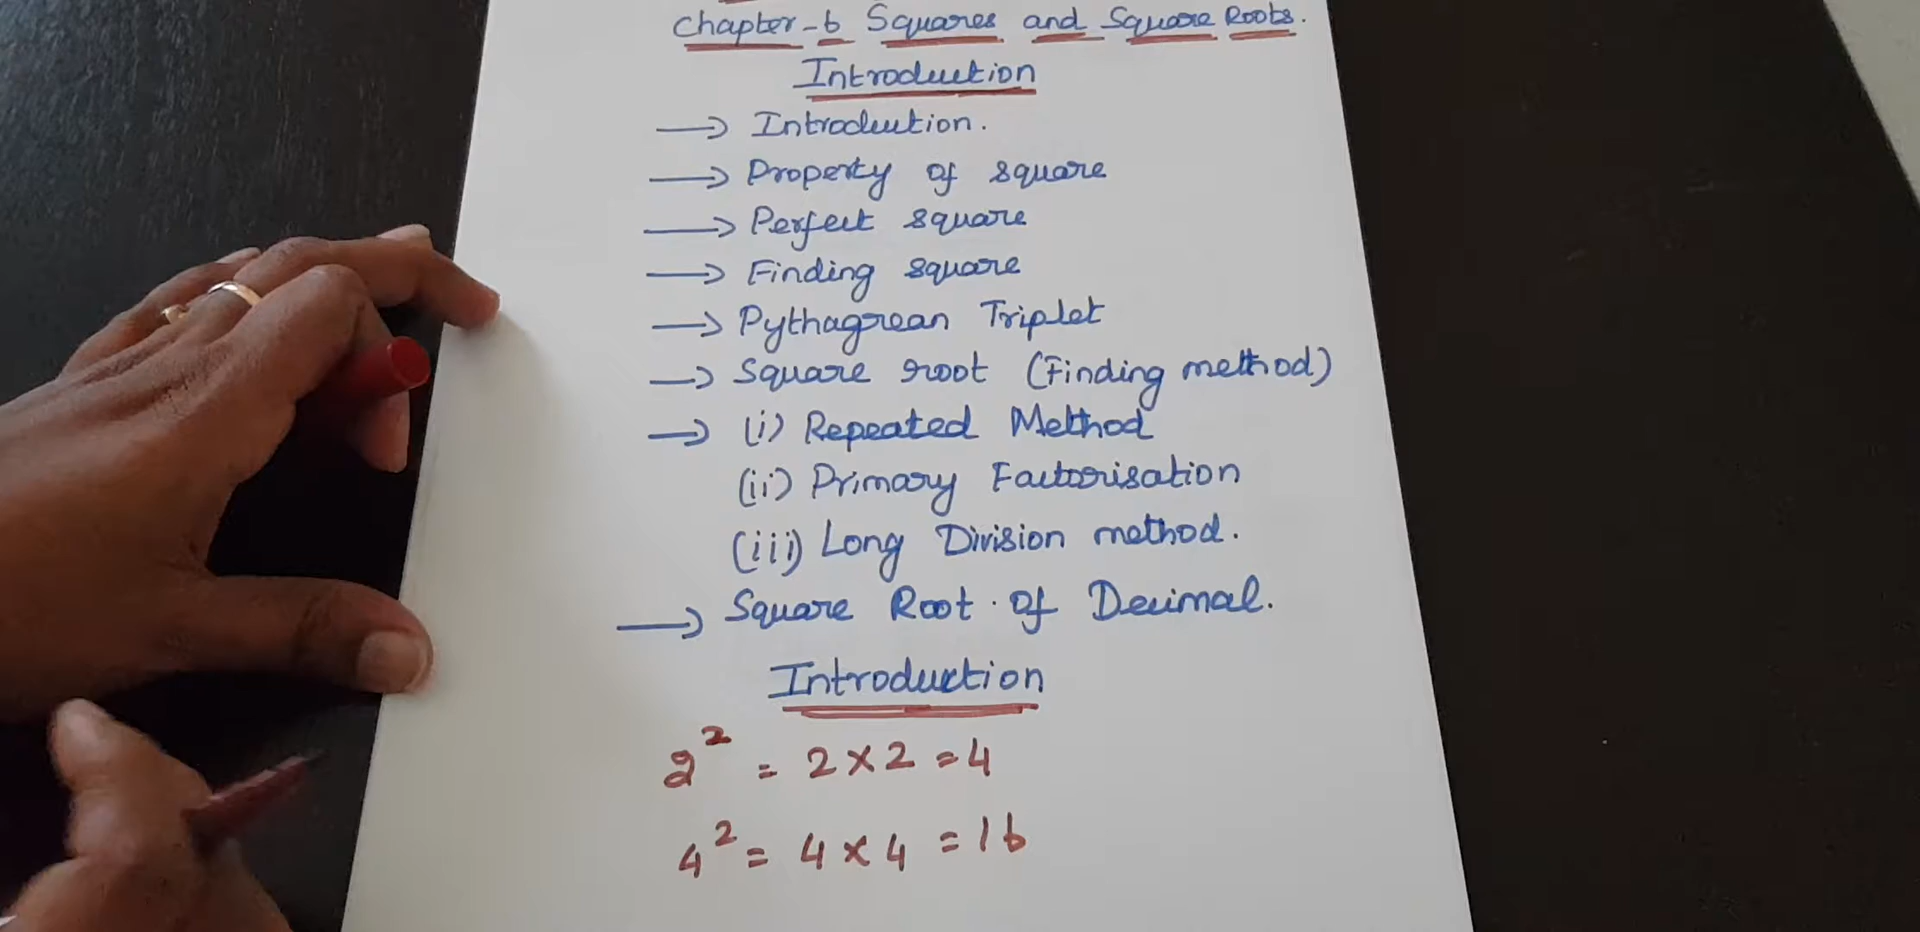 Chapter-6 Squares and Square Roots.
Introduction
→ Introduction.
→ Property of square
→ Perfect square
→ Finding square
→ Pythagrean Triplet
→ Square root (Finding method)
→ (i) Repeated Method
(ii) Primary Factorisation
(iii) Long Division method.
→ Square Root of Decimal.
Introduction
2² = 2 × 2 = 4
4² = 4 × 4 = 16